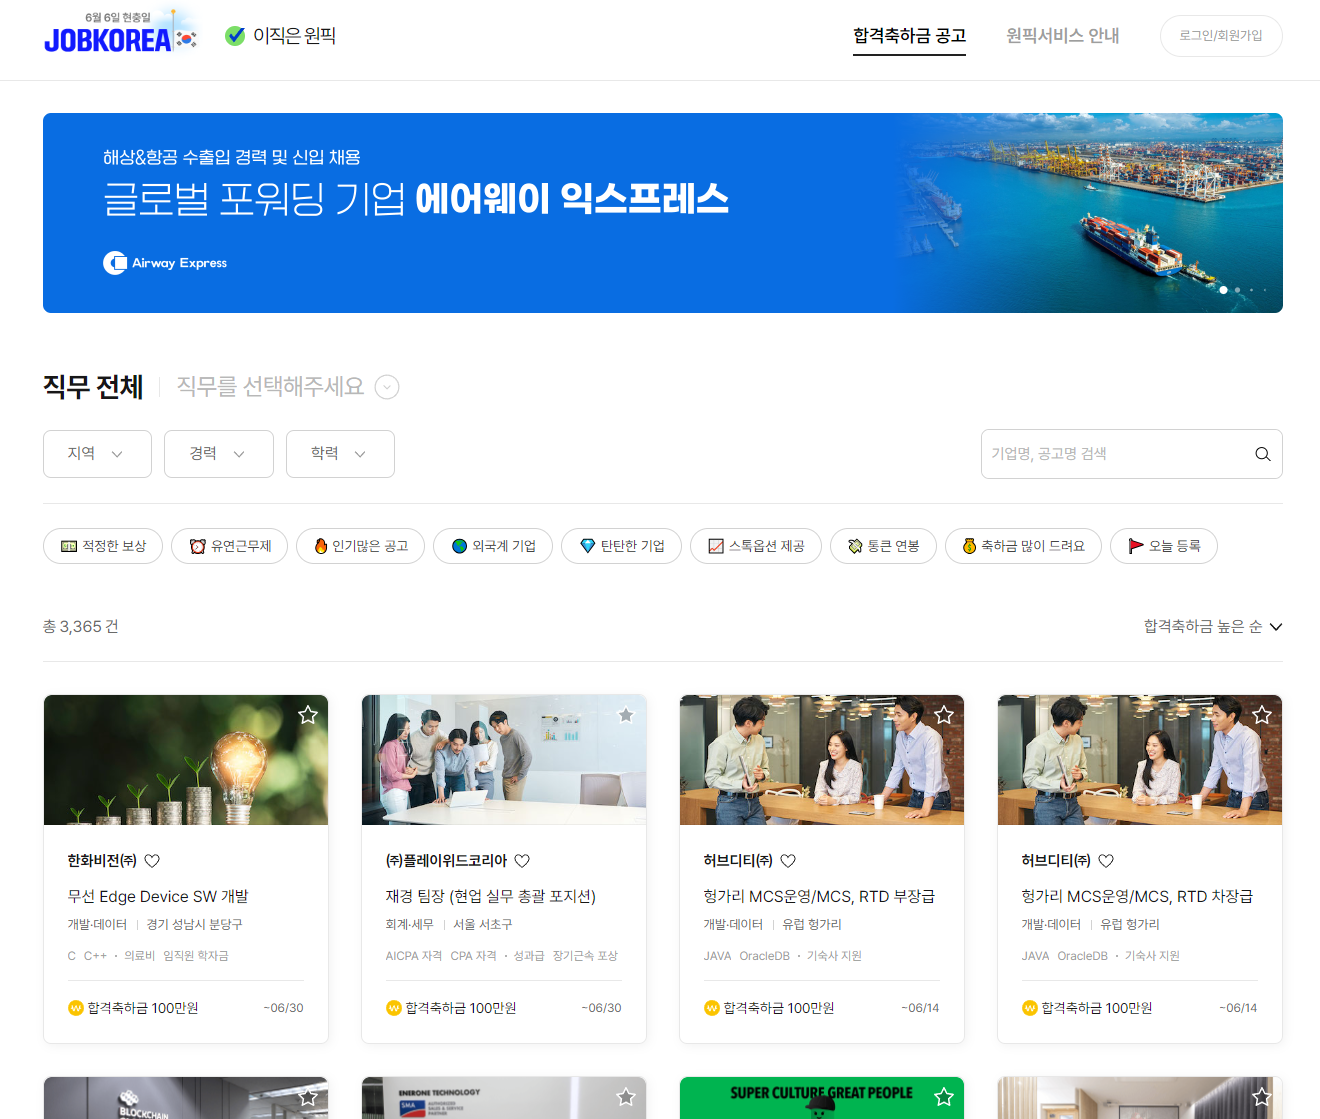 6월 6일 현충일
JOBKOREA
이직은 원픽
합격축하금 공고
원픽서비스 안내
로그인/회원가입
해상&항공 수출입 경력 및 신입 채용
글로벌 포워딩 기업 에어웨이 익스프레스
Airway Express
직무 전체
직무를 선택해주세요
지역
경력
학력
기업명, 공고명 검색
적정한 보상
유연근무제
인기많은 공고
외국계 기업
탄탄한 기업
스톡옵션 제공
통큰 연봉
축하금 많이 드려요
오늘 등록
총 3,365 건
합격축하금 높은 순
한화비전㈜
무선 Edge Device SW 개발
개발·데이터 | 경기 성남시 분당구
C C++ · 의료비 임직원 학자금
합격축하금 100만원 ~06/30
㈜플레이위드코리아
재경 팀장 (현업 실무 총괄 포지션)
회계·세무 | 서울 서초구
AICPA 자격 CPA 자격 · 성과급 장기근속 포상
합격축하금 100만원 ~06/30
허브디티㈜
헝가리 MCS운영/MCS, RTD 부장급
개발·데이터 | 유럽 헝가리
JAVA OracleDB · 기숙사 지원
합격축하금 100만원 ~06/14
허브디티㈜
헝가리 MCS운영/MCS, RTD 차장급
개발·데이터 | 유럽 헝가리
JAVA OracleDB · 기숙사 지원
합격축하금 100만원 ~06/14
BLOCKCHAIN
ENERONE TECHNOLOGY
SMA
AUTHORIZED
SALES & SERVICE
PARTNER
SUPER CULTURE GREAT PEOPLE